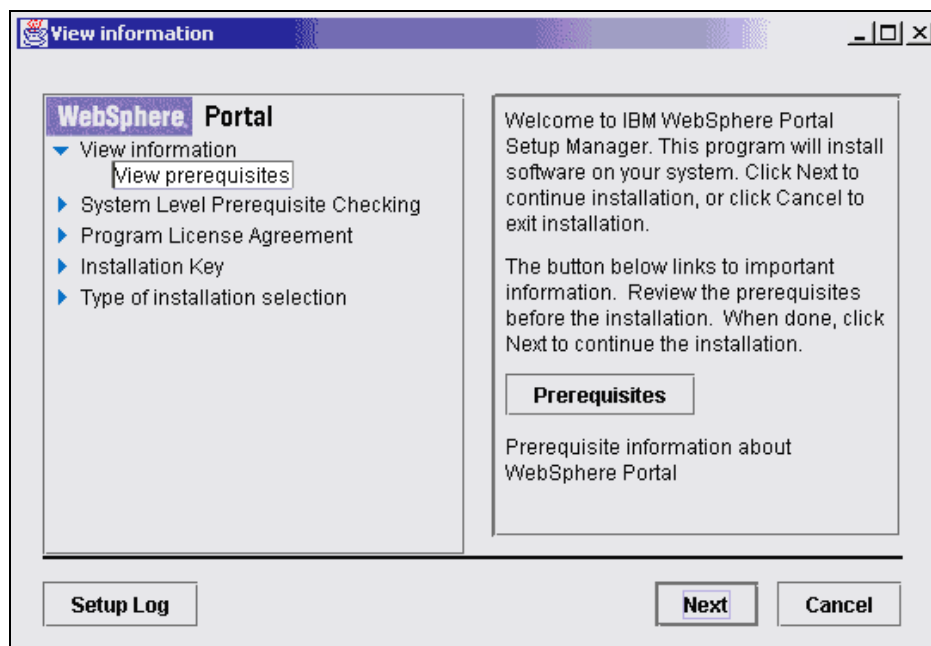 View information
WebSphere Portal
View information
View prerequisites
System Level Prerequisite Checking
Program License Agreement
Installation Key
Type of installation selection
Welcome to IBM WebSphere Portal
Setup Manager. This program will install
software on your system. Click Next to
continue installation, or click Cancel to
exit installation.
The button below links to important
information. Review the prerequisites
before the installation. When done, click
Next to continue the installation.
Prerequisites
Prerequisite information about
WebSphere Portal
Setup Log
Next
Cancel